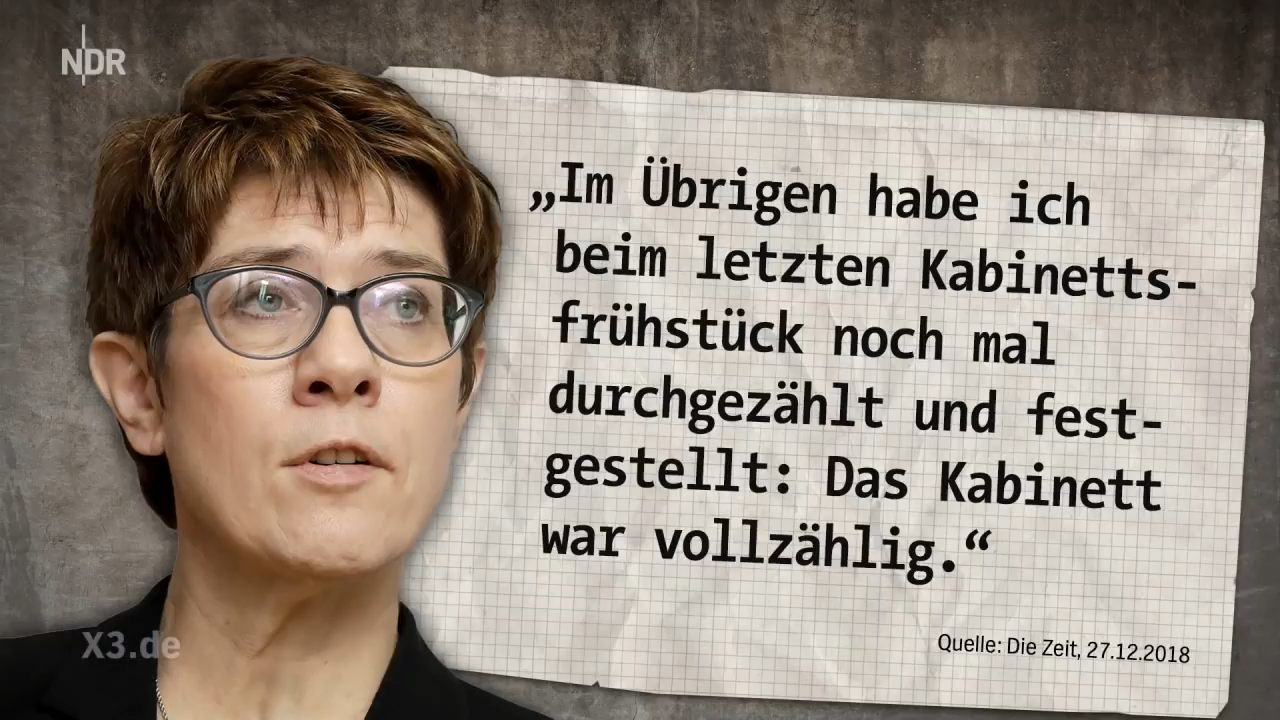 NDR
„Im Übrigen habe ich
beim letzten Kabinetts-
frühstück noch mal
durchgezählt und fest-
gestellt: Das Kabinett
war vollzählig.“
Quelle: Die Zeit, 27.12.2018
X3.de